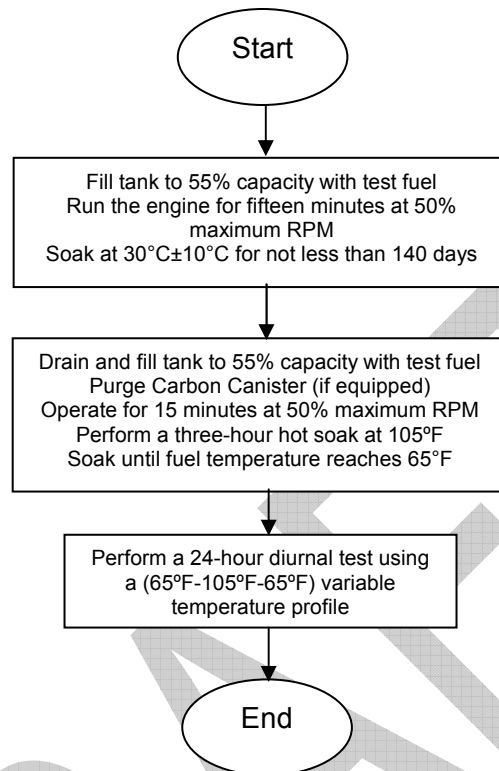 Start
Fill tank to 55% capacity with test fuel
Run the engine for fifteen minutes at 50%
maximum RPM
Soak at 30°C±10°C for not less than 140 days
Drain and fill tank to 55% capacity with test fuel
Purge Carbon Canister (if equipped)
Operate for 15 minutes at 50% maximum RPM
Perform a three-hour hot soak at 105ºF
Soak until fuel temperature reaches 65°F
Perform a 24-hour diurnal test using
a (65ºF-105ºF-65ºF) variable
temperature profile
End